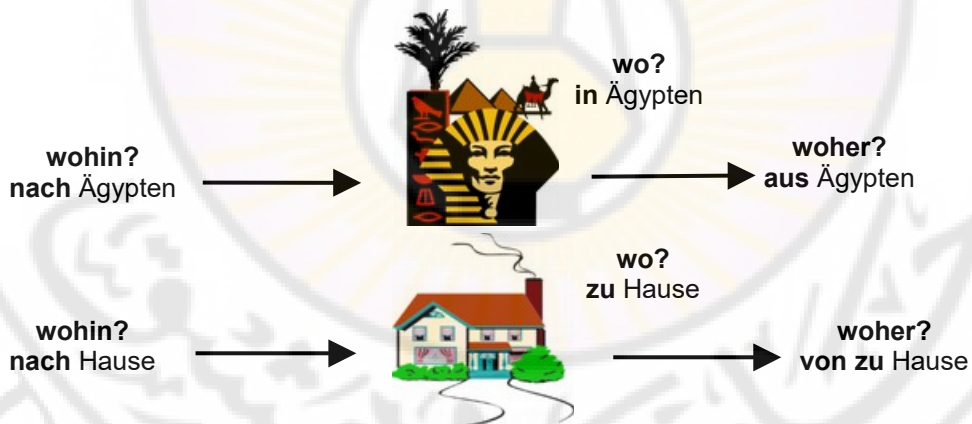 wo?
in Ägypten
wohin?
nach Ägypten
woher?
aus Ägypten
wo?
zu Hause
wohin?
nach Hause
woher?
von zu Hause